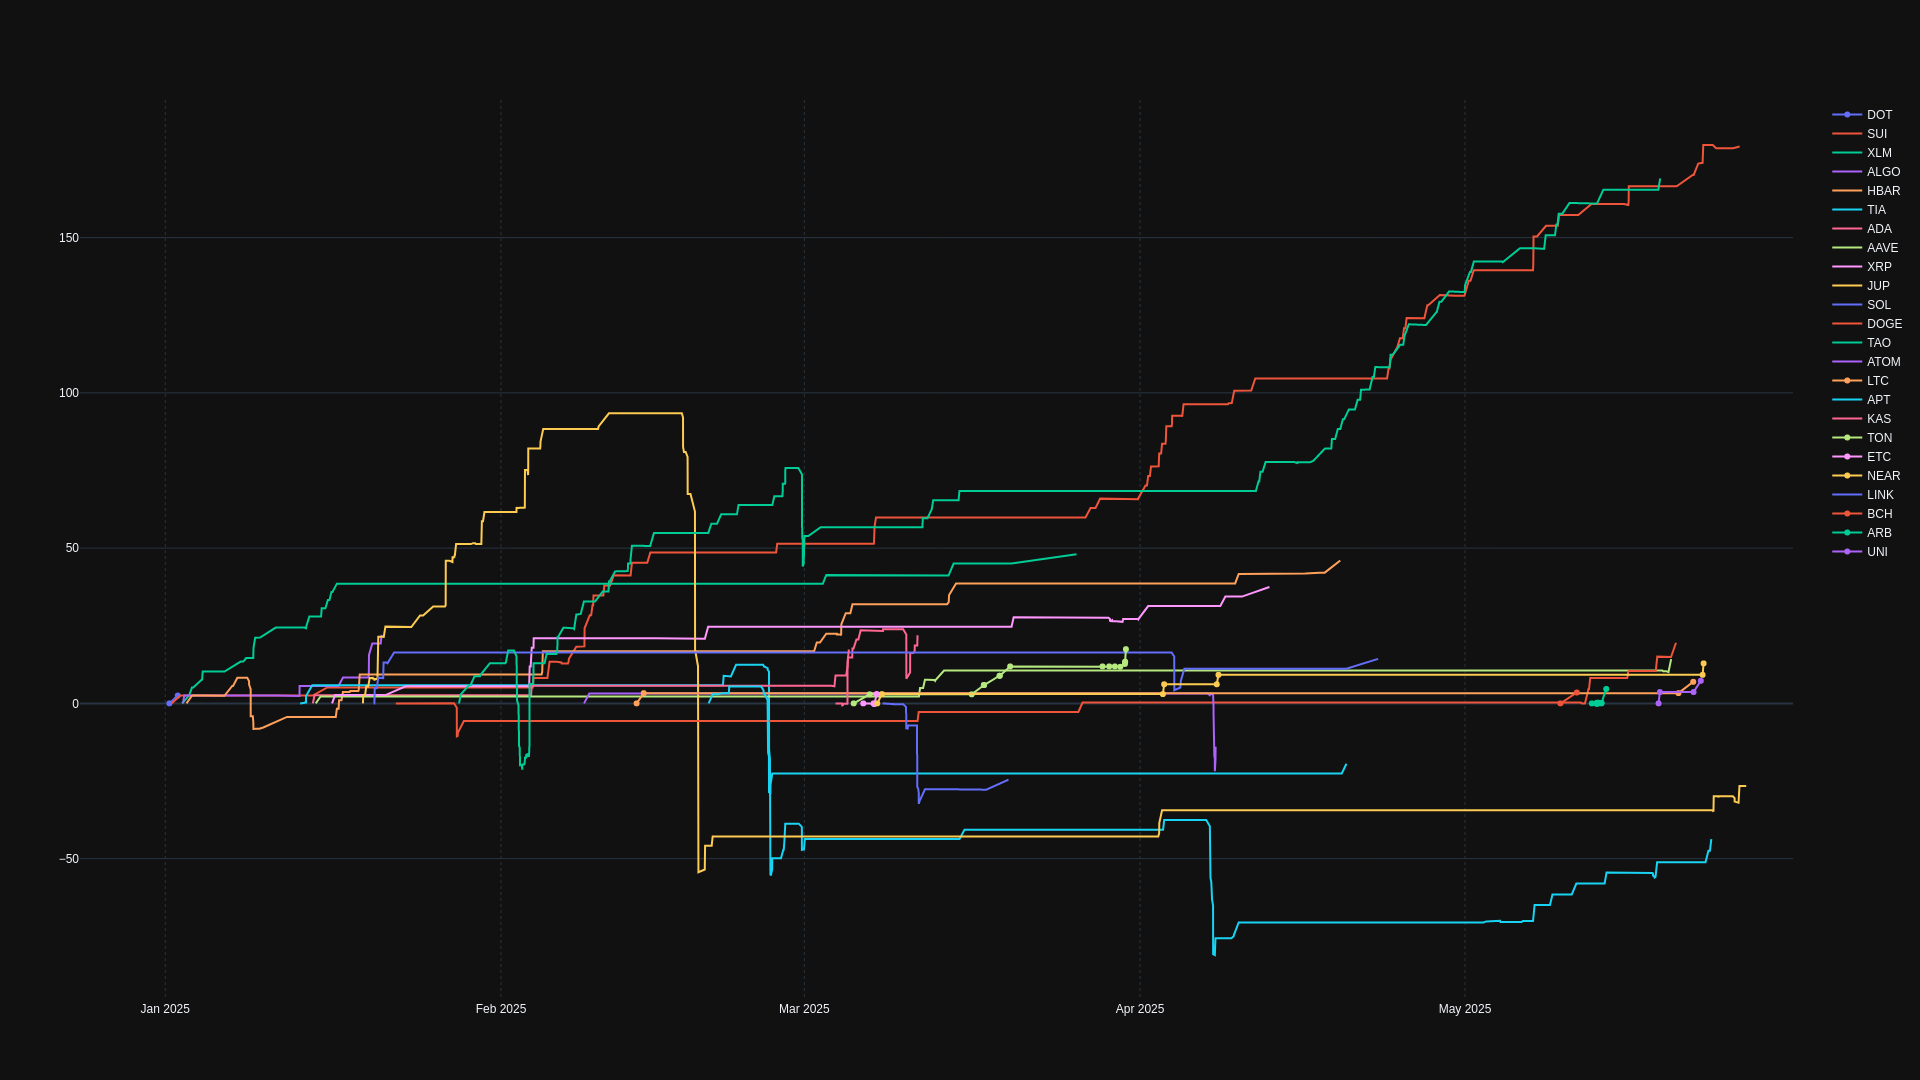 150
100
50
0
−50
Jan 2025
Feb 2025
Mar 2025
Apr 2025
May 2025
DOT
SUI
XLM
ALGO
HBAR
TIA
ADA
AAVE
XRP
JUP
SOL
DOGE
TAO
ATOM
LTC
APT
KAS
TON
ETC
NEAR
LINK
BCH
ARB
UNI